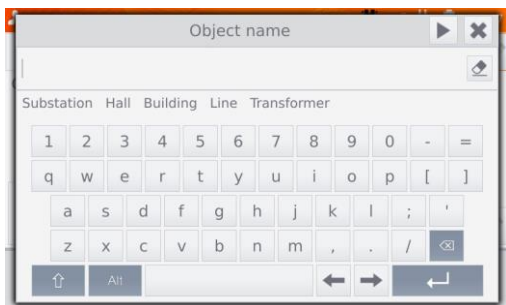 Object name
Substation Hall Building Line Transformer
1 2 3 4 5 6 7 8 9 0 - =
q w e r t y u i o p [ ]
a s d f g h j k l ; '
z x c v b n m , . /
Alt